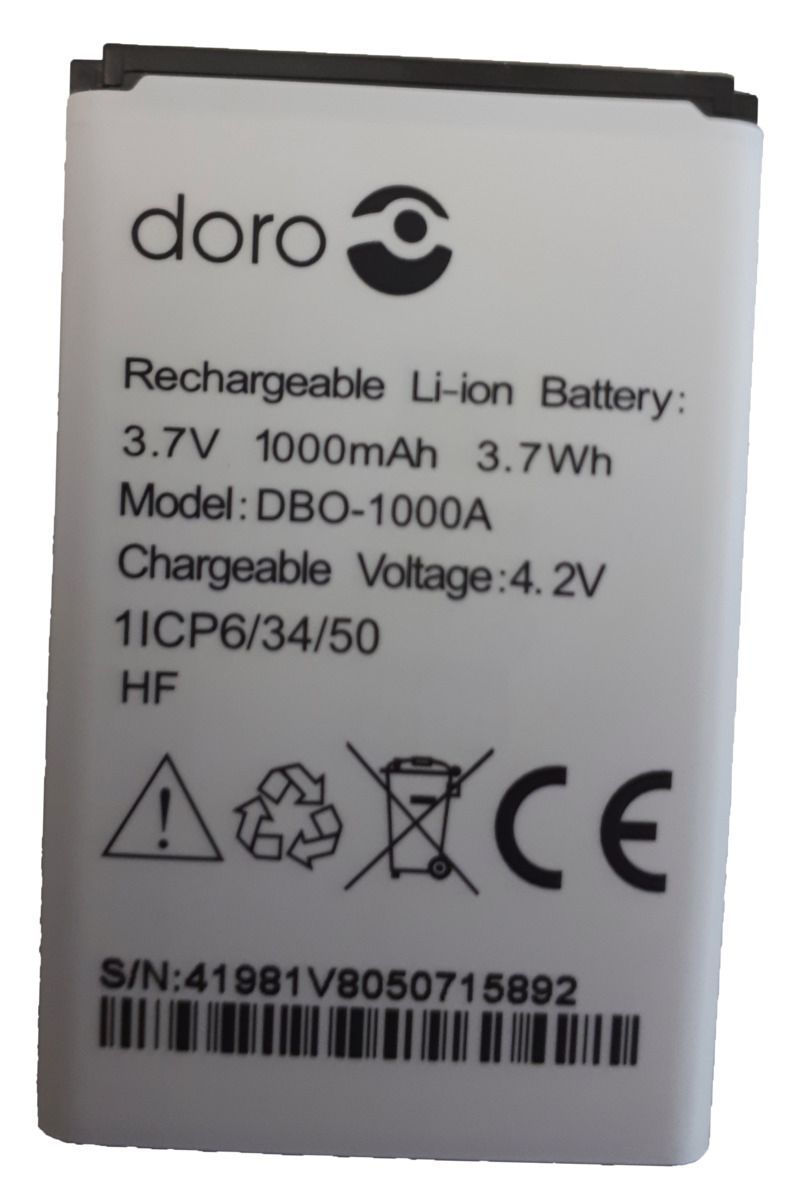 doro
Rechargeable Li-ion Battery:
3.7V 1000mAh 3.7Wh
Model: DBO-1000A
Chargeable Voltage:4.2V
1ICP6/34/50
HF
CE
S/N:41981V8050715892